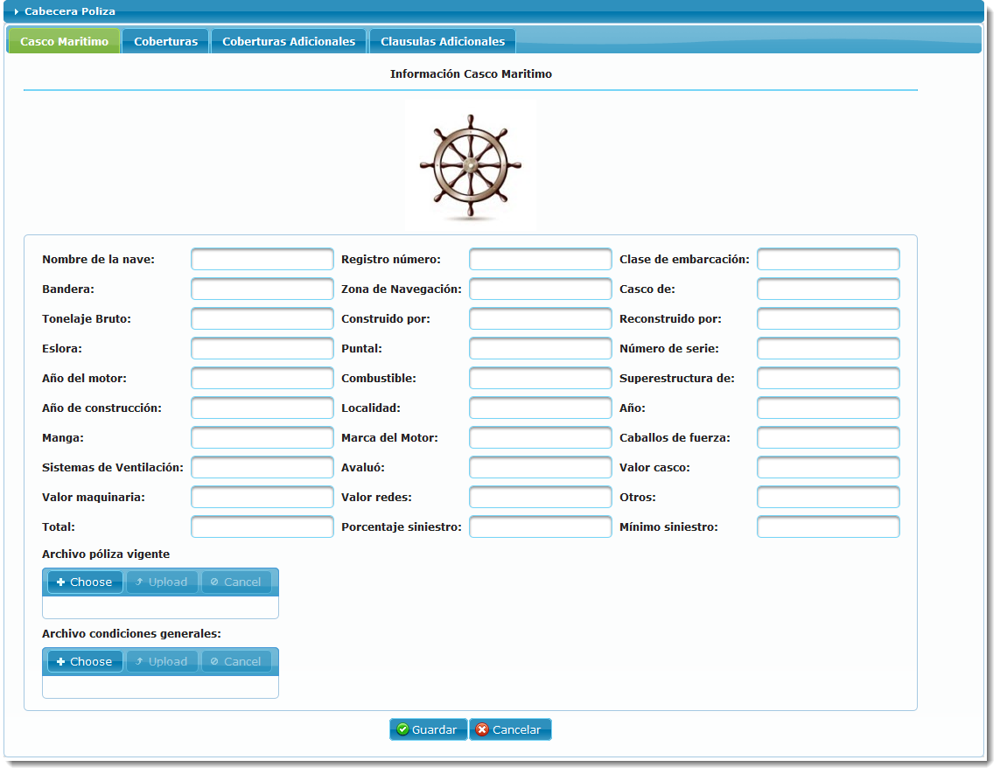 Cabecera Poliza
Casco Maritimo Coberturas Coberturas Adicionales Clausulas Adicionales
Información Casco Maritimo
Nombre de la nave: Registro número: Clase de embarcación:
Bandera: Zona de Navegación: Casco de:
Tonelaje Bruto: Construido por: Reconstruido por:
Eslora: Puntal: Número de serie:
Año del motor: Combustible: Superestructura de:
Año de construcción: Localidad: Año:
Manga: Marca del Motor: Caballos de fuerza:
Sistemas de Ventilación: Avaluó: Valor casco:
Valor maquinaria: Valor redes: Otros:
Total: Porcentaje siniestro: Mínimo siniestro:
Archivo póliza vigente
Choose Upload Cancel
Archivo condiciones generales:
Choose Upload Cancel
Guardar Cancelar